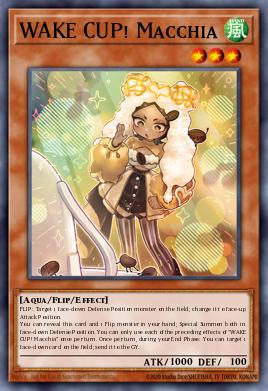 WAKE CUP! MACCHIA
WIND
風
[AQUA/FLIP/EFFECT]
FLIP: Target 1 face-down Defense Position monster on the field; change it to face-up
Attack Position.
You can reveal this card and 1 Flip monster in your hand; Special Summon both in
face-down Defense Position. You can only use each of the preceding effects of "WAKE
CUP! Macchia" once per turn. Once per turn, during your End Phase: You can target 1
face-down card on the field; send it to the GY.
ATK/1000 DEF/ 100
©2020 Studio Dice/SHUEISHA, TV TOKYO, KONAMI